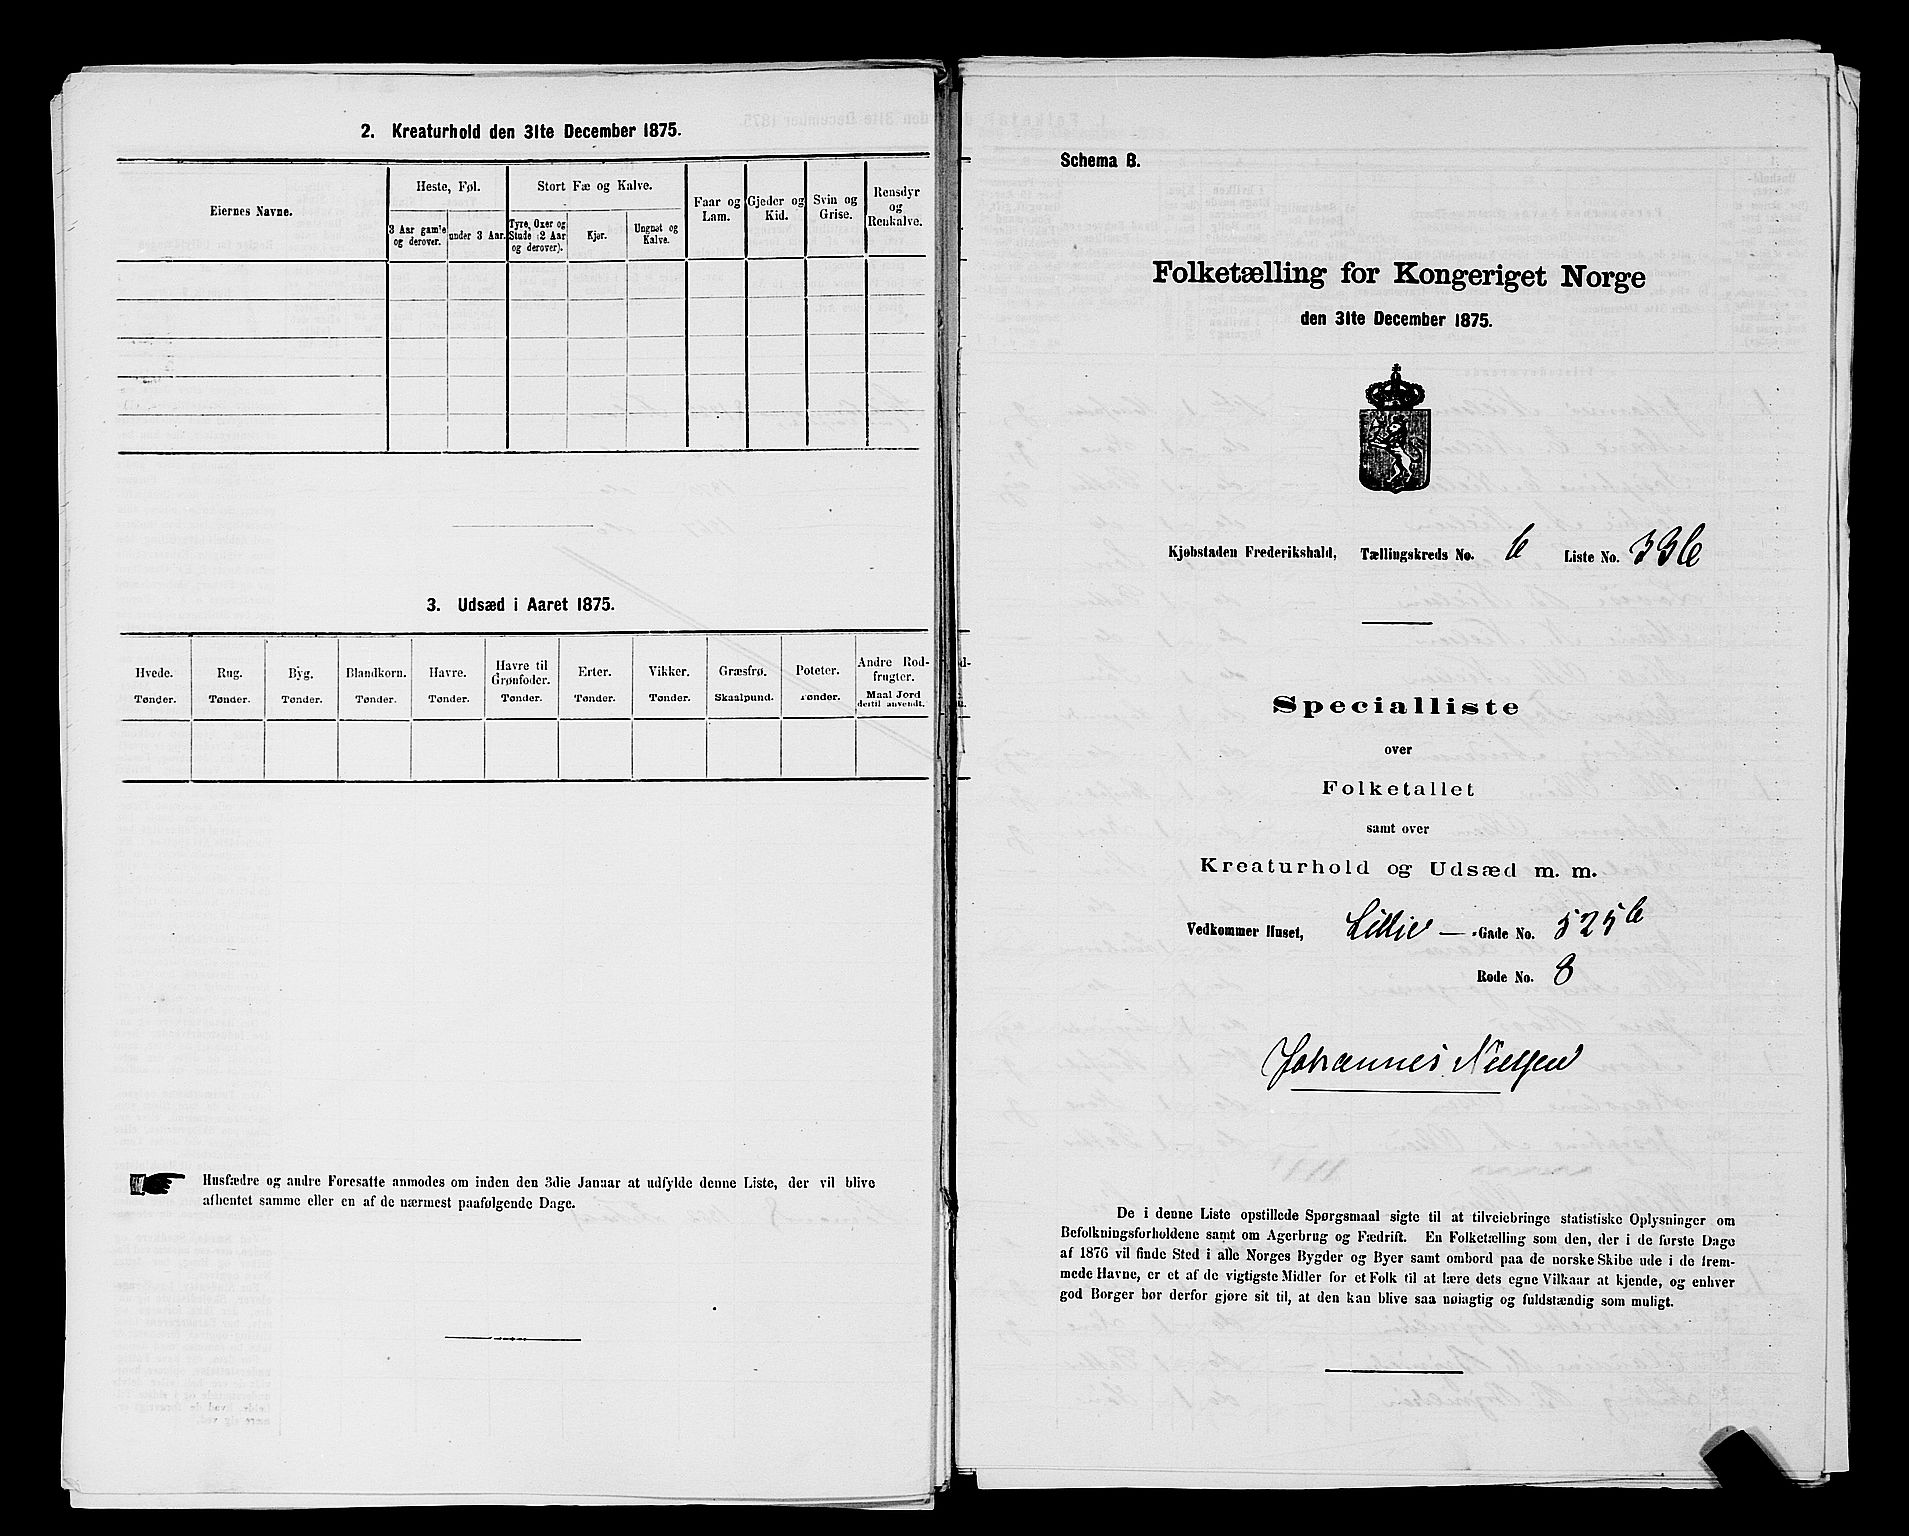 2. Kreaturhold den 31te December 1875.
Eiernes Navne.
Heste, Føl.
3 Aar gamle og derover.
under 3 Aar.
Stort Fæ og Kalve.
Tyre, Oxer og Stude (2 Aar og derover).
Kjør.
Ungnøt og Kalve.
Faar og Lam.
Gjeder og Kid.
Svin og Grise.
Rensdyr og Renkalve.
3. Udsæd i Aaret 1875.
Hvede. Tønder.
Rug. Tønder.
Byg. Tønder.
Blandkorn. Tønder.
Havre. Tønder.
Havre til Grønfoder. Tønder.
Erter. Tønder.
Vikker. Tønder.
Græsfrø. Skaalpund.
Poteter. Tønder.
Andre Rodfrugter. Maal Jord dertil anvendt.
Husfædre og andre Foresatte anmodes om inden den 3die Januar at udfylde denne Liste, der vil blive
afhentet samme eller en af de nærmest paafølgende Dage.
Schema B.
Folketælling for Kongeriget Norge
den 31te December 1875.
Kjøbstaden Frederikshald, Tællingskreds No. 6 Liste No. 336
Specialliste
over
Folketallet
samt over
Kreaturhold og Udsæd m. m.
Vedkommer Huset, Lillie — -Gade No. 525b
Rode No. 8
Johannes Nielsen
De i denne Liste opstillede Spørgsmaal sigte til at tilveiebringe statistiske Oplysninger om
Befolkningsforholdene samt om Agerbrug og Fædrift. En Folketælling som den, der i de første Dage
af 1876 vil finde Sted i alle Norges Bygder og Byer samt ombord paa de norske Skibe ude i de frem-
mede Havne, er et af de vigtigste Midler for et Folk til at lære dets egne Vilkaar at kjende, og enhver
god Borger bør derfor gjøre sit til, at den kan blive saa nøiagtig og fuldstændig som muligt.